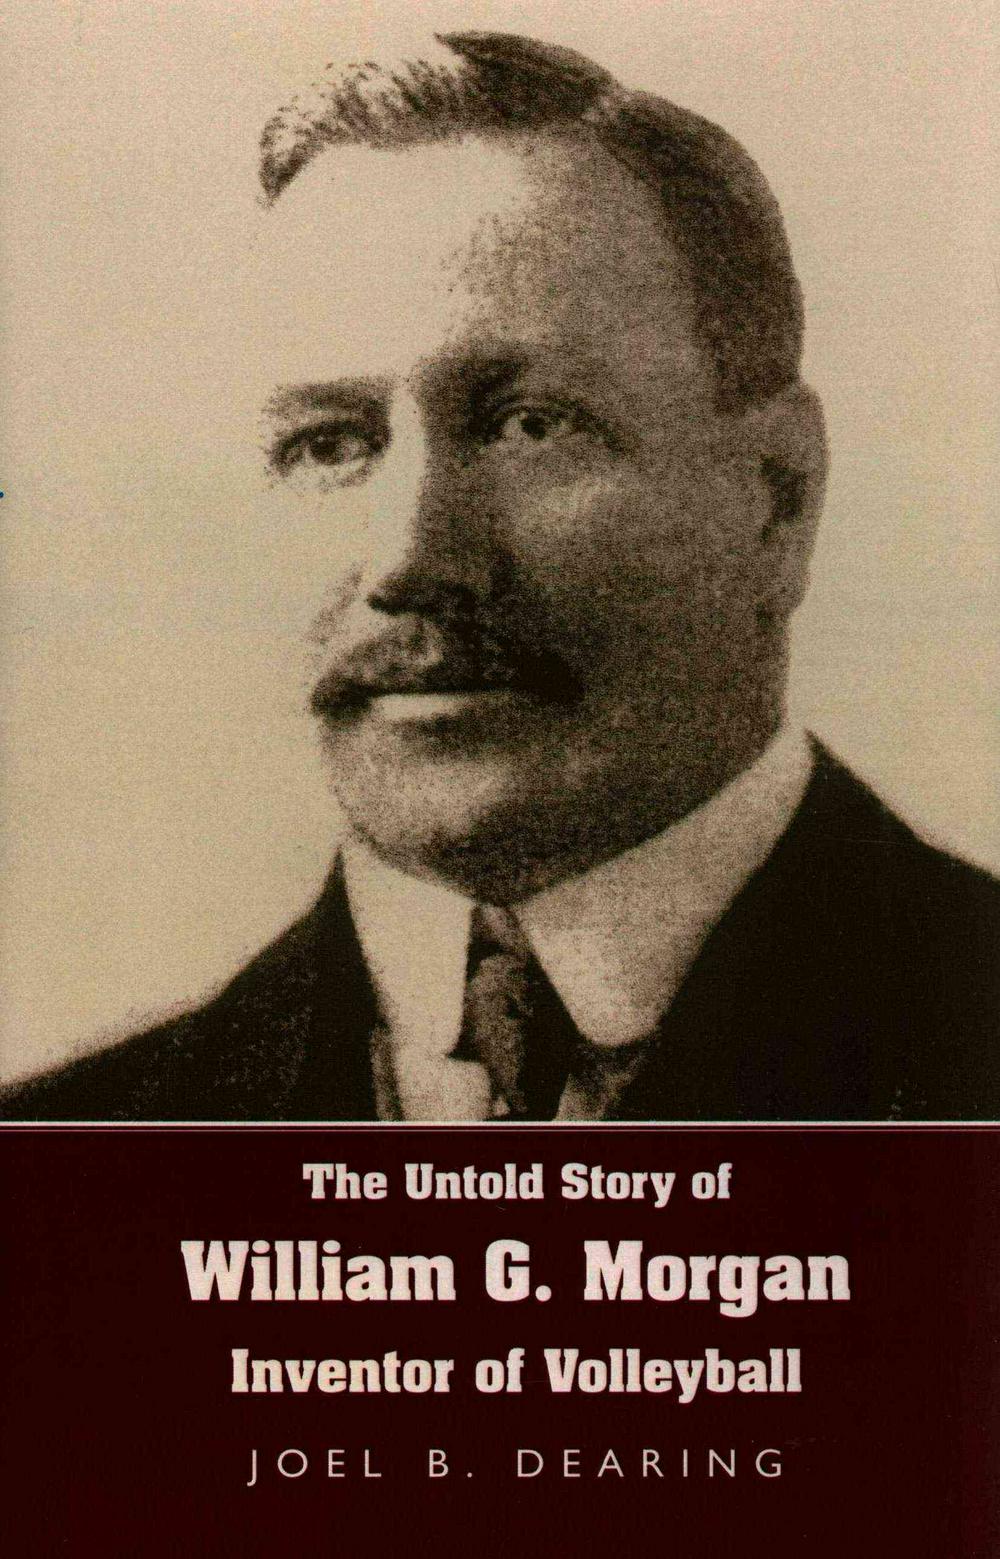 The Untold Story of
William G. Morgan
Inventor of Volleyball
JOEL B. DEARING